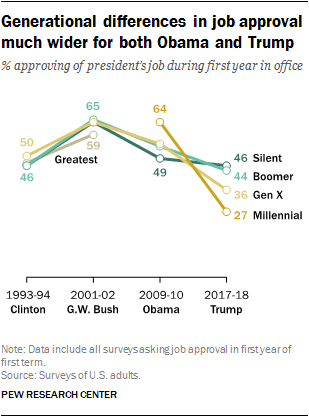 Generational differences in job approval
much wider for both Obama and Trump
% approving of president's job during first year in office
50
46
Greatest
65
59
64
49
46 Silent
44 Boomer
36 Gen X
27 Millennial
1993-94 2001-02 2009-10 2017-18
Clinton G.W. Bush Obama Trump
Note: Data include all surveys asking job approval in first year of
first term.
Source: Surveys of U.S. adults.
PEW RESEARCH CENTER